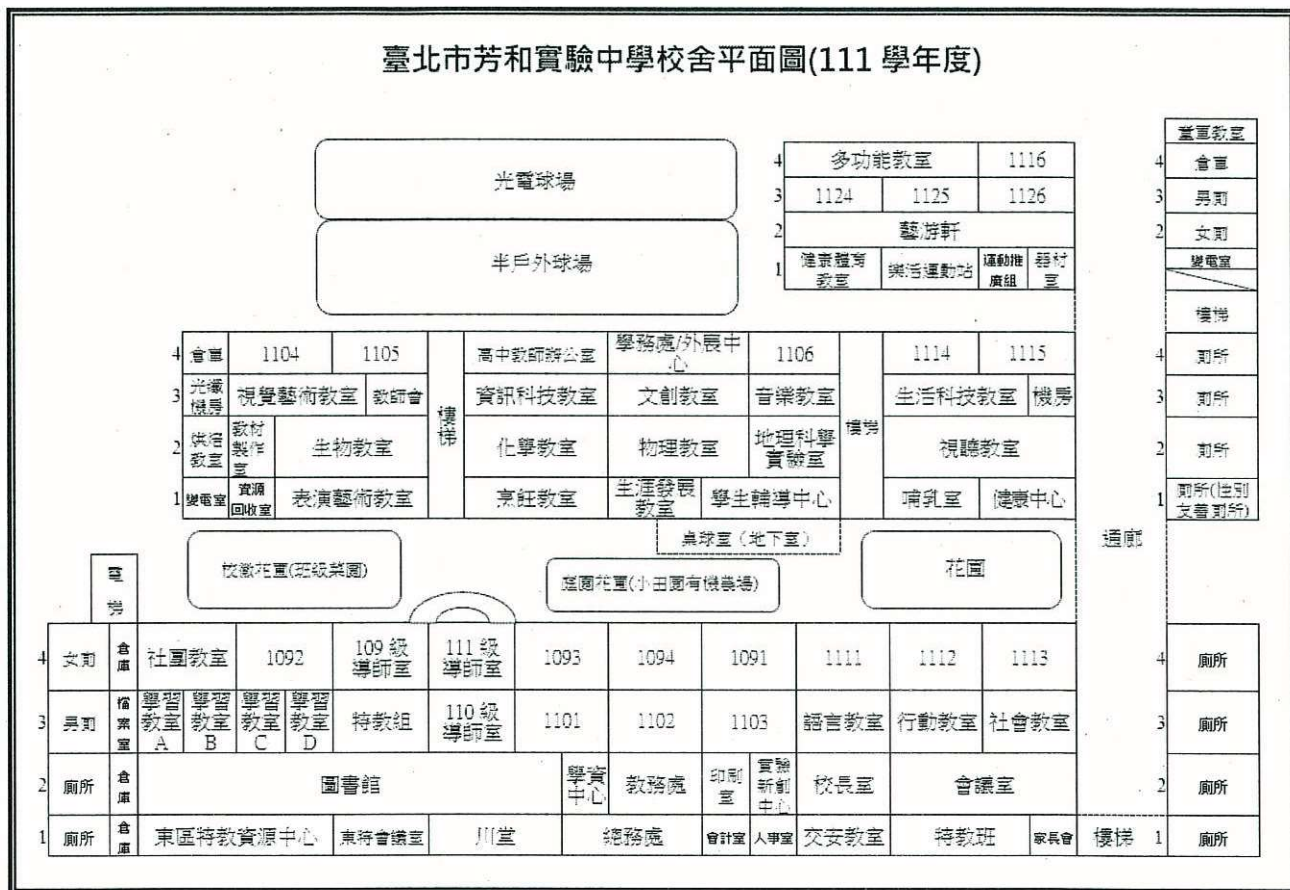 臺北市芳和實驗中學校舍平面圖(111 學年度)
童軍教室
光電球場
4 多功能教室 1116 4 倉庫
3 1124 1125 1126 3 男廁
半戶外球場
2 藝游軒 2 女廁
1 健康體育教室 樂活運動站 運動推廣組 器材室 變電室
樓梯
4 倉庫 1104 1105 高中教師辦公室 學務處/外展中心 1106 1114 1115 4 廁所
3 光纖機房 視覺藝術教室 教師會 資訊科技教室 文創教室 音樂教室 生活科技教室 機房 3 廁所
樓梯
樓梯
2 烘焙教室 教材製作室 生物教室 化學教室 物理教室 地理科學實驗室 視聽教室 2 廁所
1 變電室 資源回收室 表演藝術教室 烹飪教室 生涯發展教室 學生輔導中心 哺乳室 健康中心 1 廁所(性別友善廁所)
桌球室(地下室)
通廊
電梯
校徽花園(班級菜園)
庭園花園(小田園有機農場)
花園
4 女廁 倉庫 社團教室 1092 109 級導師室 111 級導師室 1093 1094 1091 1111 1112 1113 4 廁所
3 男廁 檔案室 學習教室A 學習教室B 學習教室C 學習教室D 特教組 110 級導師室 1101 1102 1103 語言教室 行動教室 社會教室 3 廁所
2 廁所 倉庫 圖書館 學資中心 教務處 印刷室 實驗新創中心 校長室 會議室 2 廁所
1 廁所 倉庫 東區特教資源中心 東特會議室 川堂 總務處 會計室 人事室 交安教室 特教班 家長會 樓梯 1 廁所